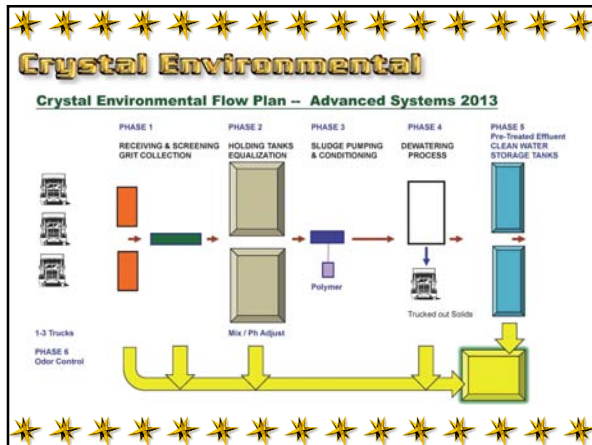 Crystal Environmental
Crystal Environmental Flow Plan -- Advanced Systems 2013
PHASE 1
RECEIVING & SCREENING
GRIT COLLECTION
PHASE 2
HOLDING TANKS
EQUALIZATION
PHASE 3
SLUDGE PUMPING
& CONDITIONING
PHASE 4
DEWATERING
PROCESS
PHASE 5
Pre-Treated Effluent
CLEAN WATER
STORAGE TANKS
Polymer
Trucked out Solids
1-3 Trucks
Mix / Ph Adjust
PHASE 6
Odor Control